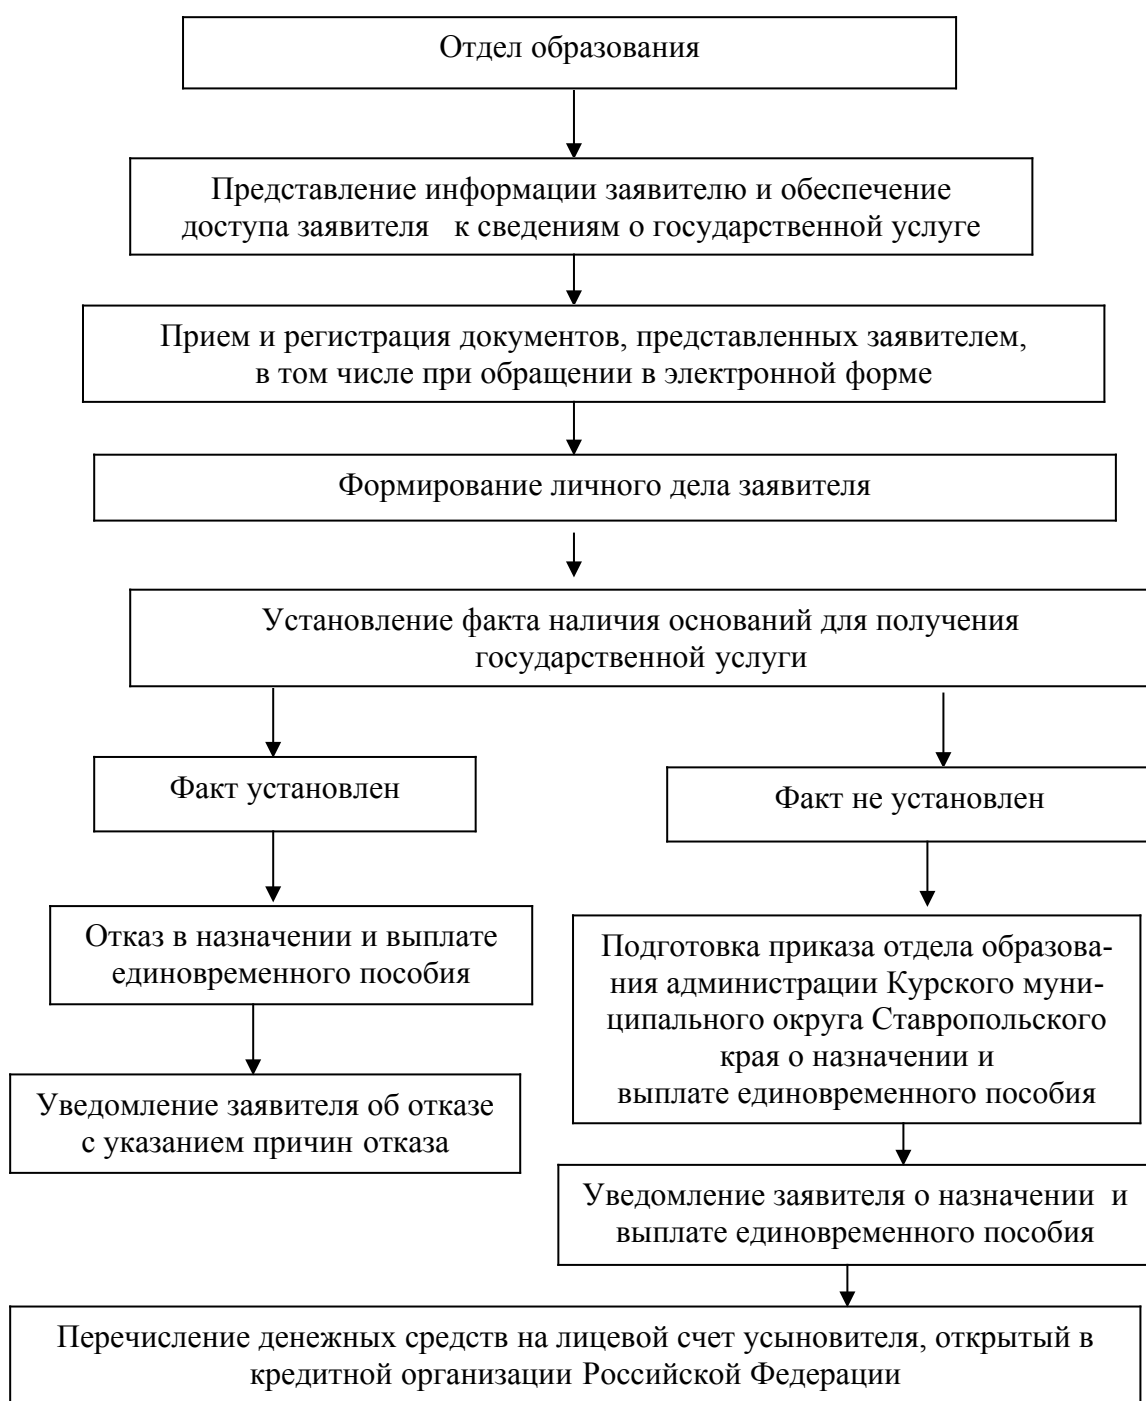 Отдел образования
Представление информации заявителю и обеспечение
доступа заявителя к сведениям о государственной услуге
Прием и регистрация документов, представленных заявителем,
в том числе при обращении в электронной форме
Формирование личного дела заявителя
Установление факта наличия оснований для получения
государственной услуги
Факт установлен
Факт не установлен
Отказ в назначении и выплате
единовременного пособия
Подготовка приказа отдела образова-
ния администрации Курского муни-
ципального округа Ставропольского
края о назначении и
выплате единовременного пособия
Уведомление заявителя об отказе
с указанием причин отказа
Уведомление заявителя о назначении и
выплате единовременного пособия
Перечисление денежных средств на лицевой счет усыновителя, открытый в
кредитной организации Российской Федерации